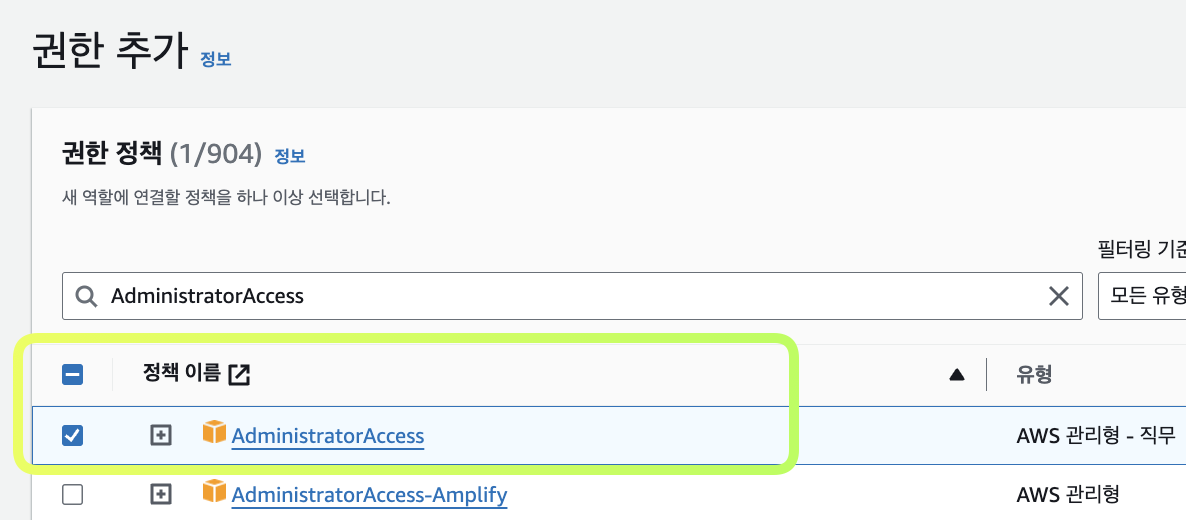 권한 추가 정보
권한 정책 (1/904) 정보
새 역할에 연결할 정책을 하나 이상 선택합니다.
필터링 기준
AdministratorAccess 모든 유형
정책 이름 유형
AdministratorAccess AWS 관리형 - 직무
AdministratorAccess-Amplify AWS 관리형